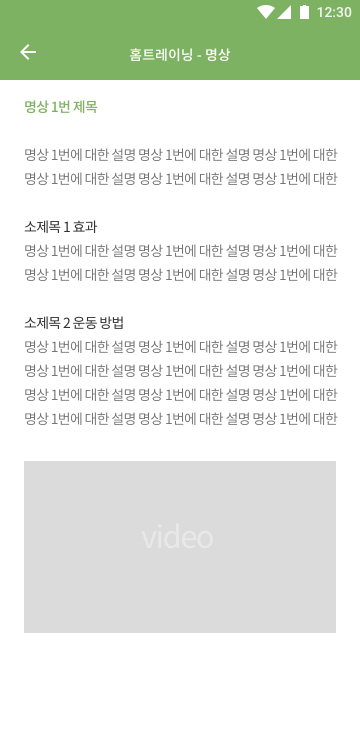 12:30
홈트레이닝 - 명상
명상 1번 제목
명상 1번에 대한 설명 명상 1번에 대한 설명 명상 1번에 대한
명상 1번에 대한 설명 명상 1번에 대한 설명 명상 1번에 대한
소제목 1 효과
명상 1번에 대한 설명 명상 1번에 대한 설명 명상 1번에 대한
명상 1번에 대한 설명 명상 1번에 대한 설명 명상 1번에 대한
소제목 2 운동 방법
명상 1번에 대한 설명 명상 1번에 대한 설명 명상 1번에 대한
명상 1번에 대한 설명 명상 1번에 대한 설명 명상 1번에 대한
명상 1번에 대한 설명 명상 1번에 대한 설명 명상 1번에 대한
명상 1번에 대한 설명 명상 1번에 대한 설명 명상 1번에 대한
video